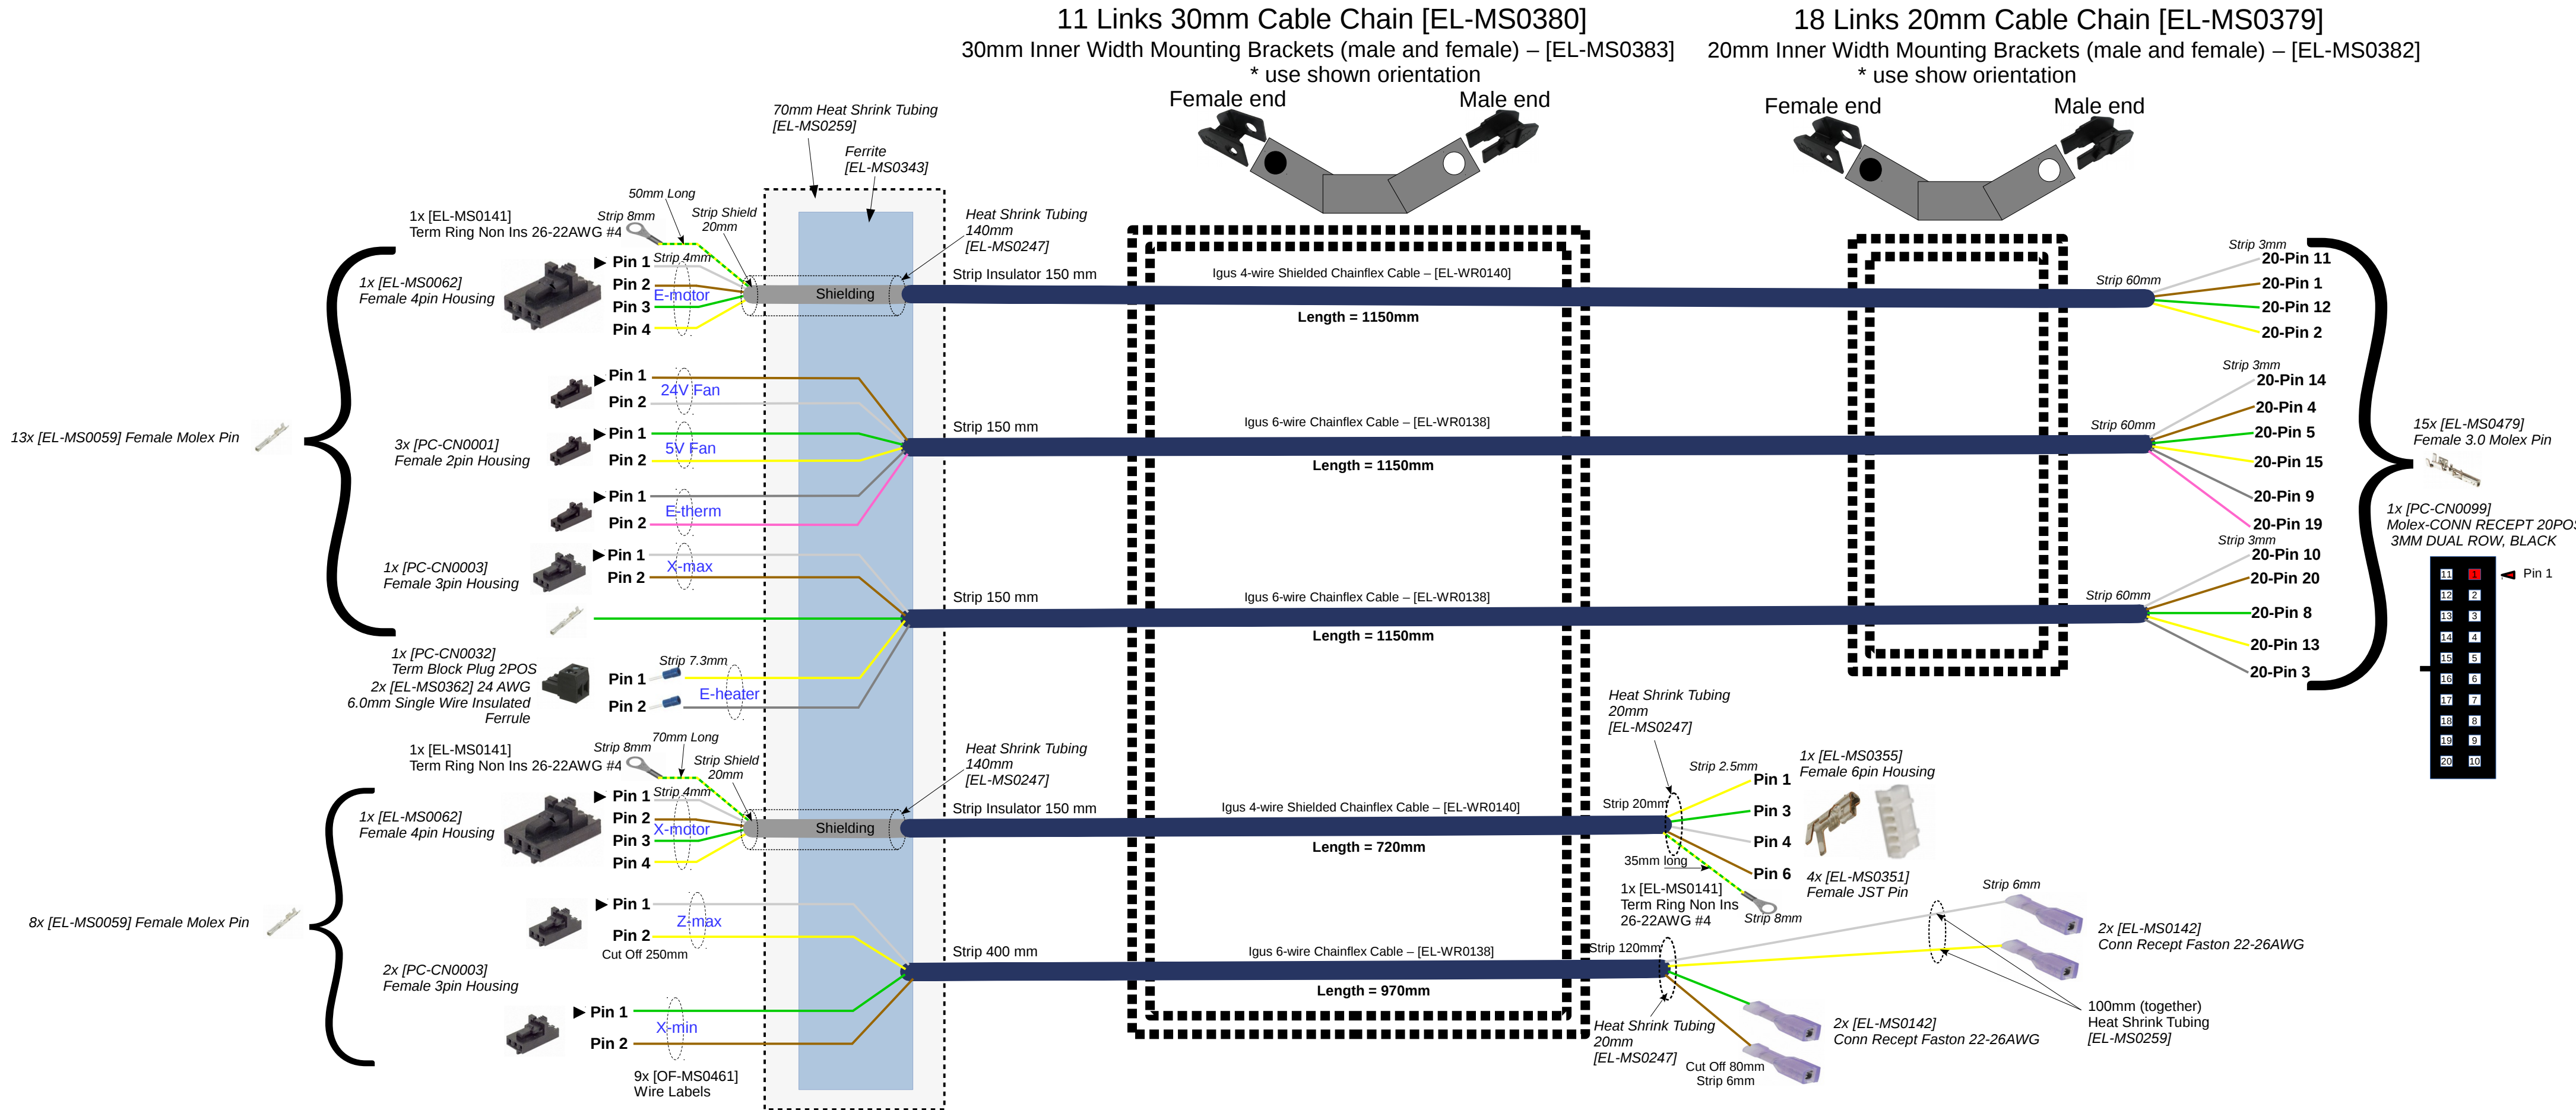 11 Links 30mm Cable Chain [EL-MS0380]
30mm Inner Width Mounting Brackets (male and female) – [EL-MS0383]
* use shown orientation
Female end
Male end
18 Links 20mm Cable Chain [EL-MS0379]
20mm Inner Width Mounting Brackets (male and female) – [EL-MS0382]
* use show orientation
Female end
Male end
70mm Heat Shrink Tubing
[EL-MS0259]
Ferrite
[EL-MS0343]
50mm Long
Strip 8mm
Strip Shield
20mm
1x [EL-MS0141]
Term Ring Non Ins 26-22AWG #4
Heat Shrink Tubing
140mm
[EL-MS0247]
Strip 4mm
Pin 1
Pin 2
Pin 3
Pin 4
E-motor
1x [EL-MS0062]
Female 4pin Housing
Shielding
Strip Insulator 150 mm
Igus 4-wire Shielded Chainflex Cable – [EL-WR0140]
Length = 1150mm
Strip 60mm
Strip 3mm
20-Pin 11
20-Pin 1
20-Pin 12
20-Pin 2
13x [EL-MS0059] Female Molex Pin
3x [PC-CN0001]
Female 2pin Housing
Pin 1
24V Fan
Pin 2
Pin 1
5V Fan
Pin 2
Pin 1
E-therm
Pin 2
Strip 150 mm
Igus 6-wire Chainflex Cable – [EL-WR0138]
Length = 1150mm
Strip 60mm
Strip 3mm
20-Pin 14
20-Pin 4
20-Pin 5
20-Pin 15
20-Pin 9
20-Pin 19
15x [EL-MS0479]
Female 3.0 Molex Pin
1x [PC-CN0099]
Molex-CONN RECEPT 20POS
3MM DUAL ROW, BLACK
Pin 1
11 1
12 2
13 3
14 4
15 5
16 6
17 7
18 8
19 9
20 10
1x [PC-CN0003]
Female 3pin Housing
Pin 1
X-max
Pin 2
1x [PC-CN0032]
Term Block Plug 2POS
2x [EL-MS0362] 24 AWG
6.0mm Single Wire Insulated
Ferrule
Strip 7.3mm
Pin 1
E-heater
Pin 2
Strip 150 mm
Igus 6-wire Chainflex Cable – [EL-WR0138]
Length = 1150mm
Strip 60mm
Strip 3mm
20-Pin 10
20-Pin 20
20-Pin 8
20-Pin 13
20-Pin 3
70mm Long
Strip 8mm
Strip Shield
20mm
1x [EL-MS0141]
Term Ring Non Ins 26-22AWG #4
Heat Shrink Tubing
140mm
[EL-MS0247]
Strip 4mm
Pin 1
Pin 2
Pin 3
Pin 4
X-motor
1x [EL-MS0062]
Female 4pin Housing
Shielding
Strip Insulator 150 mm
Igus 4-wire Shielded Chainflex Cable – [EL-WR0140]
Length = 720mm
Heat Shrink Tubing
20mm
[EL-MS0247]
Strip 20mm
Strip 2.5mm
Pin 1
Pin 3
Pin 4
Pin 6
1x [EL-MS0355]
Female 6pin Housing
4x [EL-MS0351]
Female JST Pin
35mm long
1x [EL-MS0141]
Term Ring Non Ins
26-22AWG #4
Strip 8mm
8x [EL-MS0059] Female Molex Pin
2x [PC-CN0003]
Female 3pin Housing
Pin 1
Z-max
Pin 2
Cut Off 250mm
Pin 1
X-min
Pin 2
9x [OF-MS0461]
Wire Labels
Strip 400 mm
Igus 6-wire Chainflex Cable – [EL-WR0138]
Length = 970mm
Strip 120mm
Heat Shrink Tubing
20mm
[EL-MS0247]
Cut Off 80mm
Strip 6mm
2x [EL-MS0142]
Conn Recept Faston 22-26AWG
Strip 6mm
2x [EL-MS0142]
Conn Recept Faston 22-26AWG
100mm (together)
Heat Shrink Tubing
[EL-MS0259]